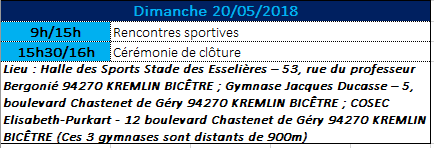 Dimanche 20/05/2018
9h/15h Rencontres sportives
15h30/16h Cérémonie de clôture
Lieu : Halle des Sports Stade des Esselières – 53, rue du professeur
Bergonié 94270 KREMLIN BICÊTRE ; Gymnase Jacques Ducasse – 5,
boulevard Chastenet de Géry 94270 KREMLIN BICÊTRE ; COSEC
Elisabeth-Purkart - 12 boulevard Chastenet de Géry 94270 KREMLIN
BICÊTRE (Ces 3 gymnases sont distants de 900m)